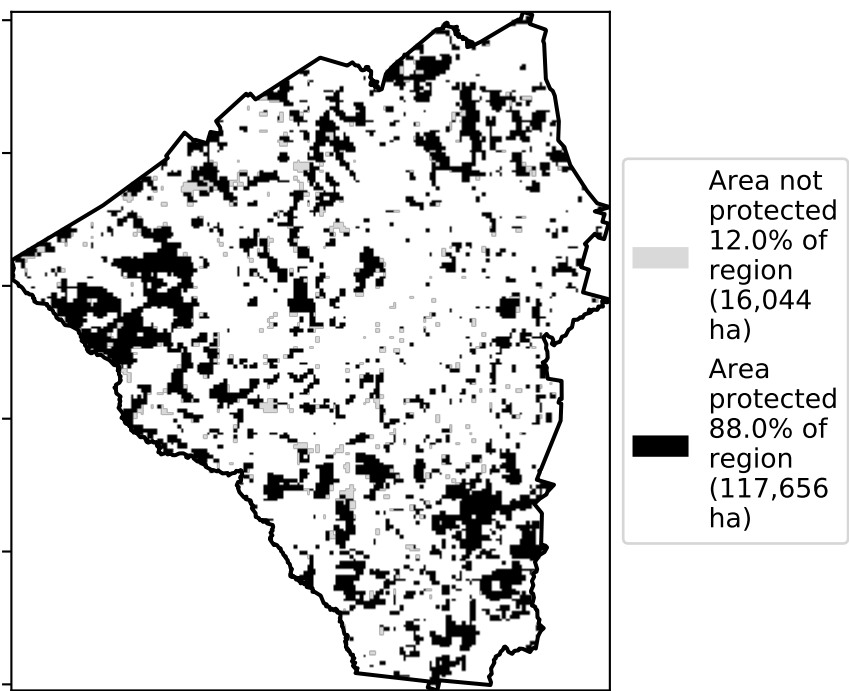 Area not
protected
12.0% of
region
(16,044
ha)
Area
protected
88.0% of
region
(117,656
ha)